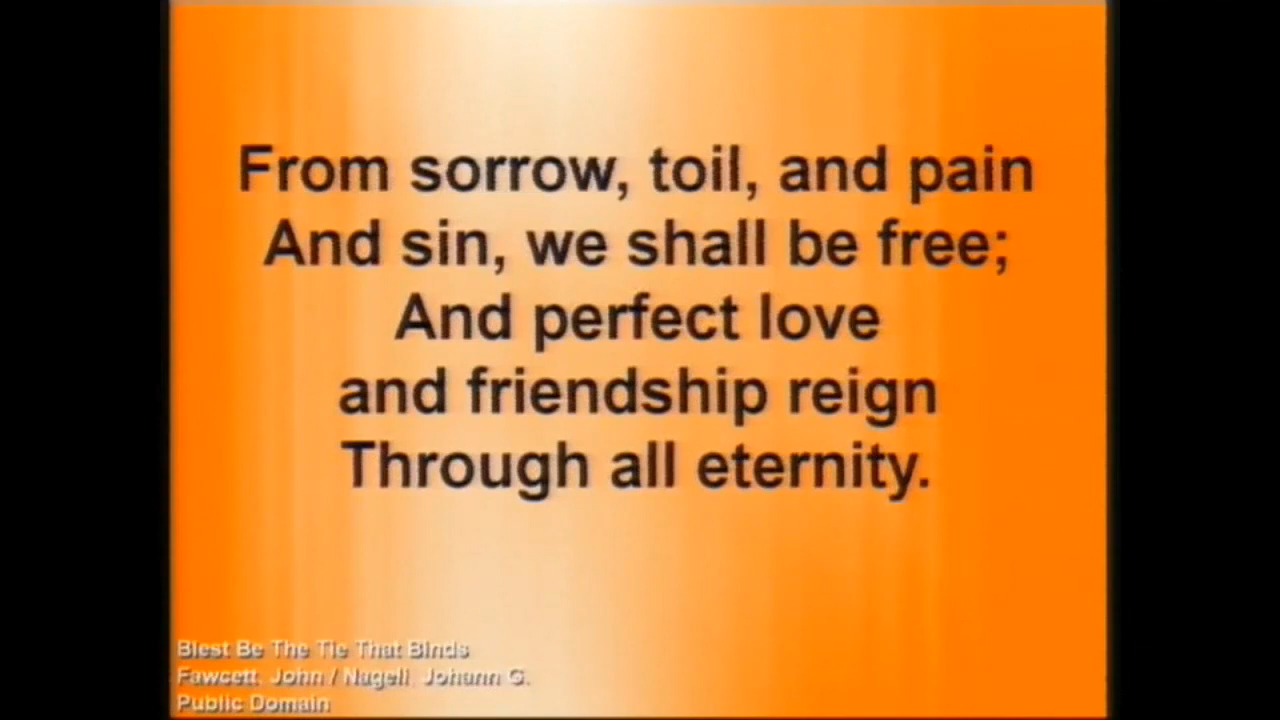 From sorrow, toil, and pain
And sin, we shall be free;
And perfect love
and friendship reign
Through all eternity.
Blest Be The Tie That Binds
Fawcett, John / Nageli, Johann G.
Public Domain